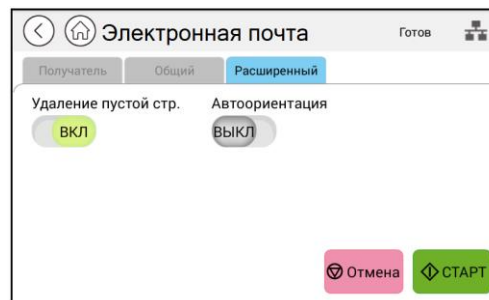 Электронная почта
Готов
Получатель Общий Расширенный
Удаление пустой стр. Автоориентация
ВКЛ ВЫКЛ
Отмена СТАРТ